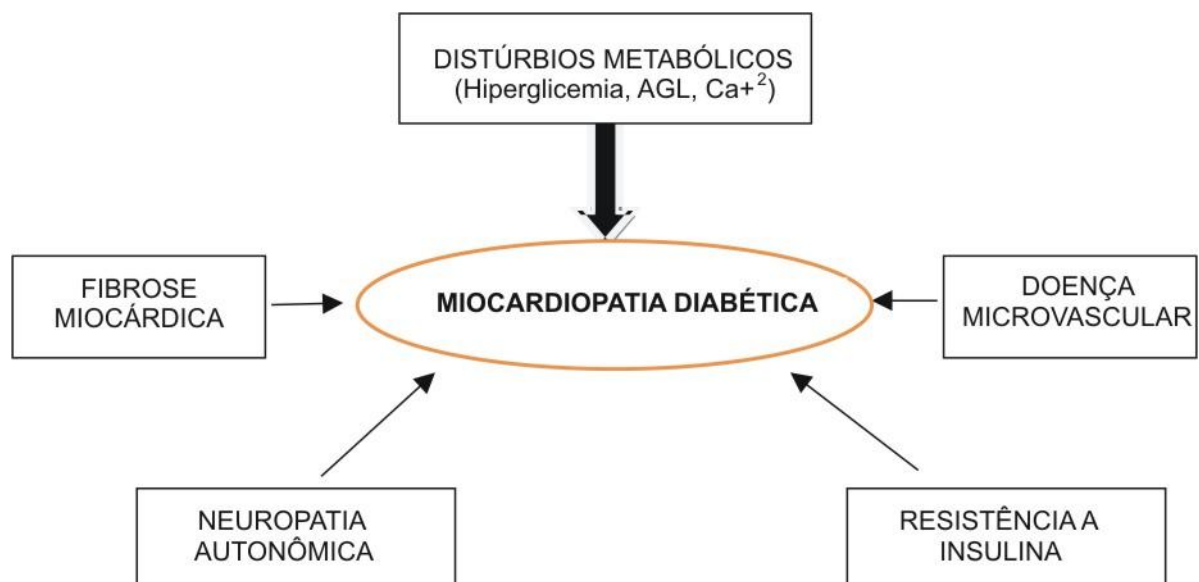 DISTÚRBIOS METABÓLICOS
(Hiperglicemia, AGL, Ca+²)
FIBROSE
MIOCÁRDICA
MIOCARDIOPATIA DIABÉTICA
DOENÇA
MICROVASCULAR
NEUROPATIA
AUTONÔMICA
RESISTÊNCIA A
INSULINA